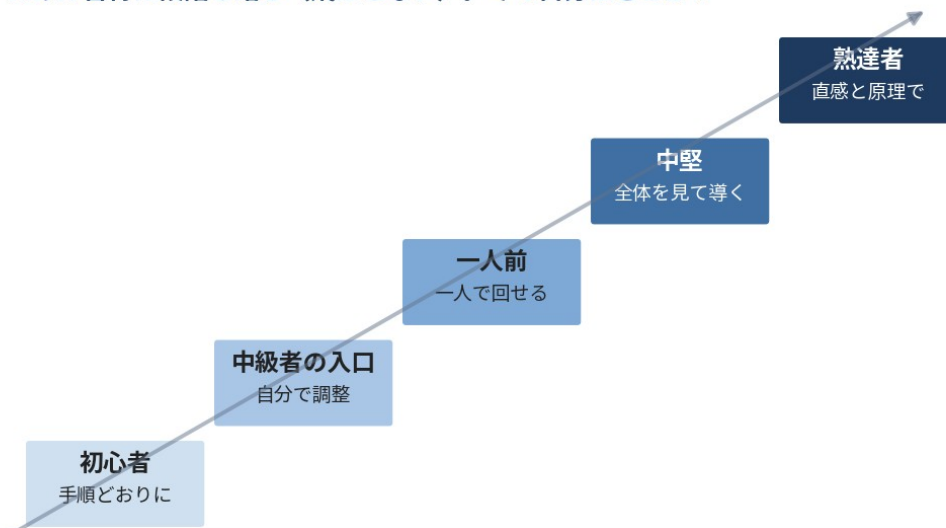 熟達者
直感と原理で
中堅
全体を見て導く
一人前
一人で回せる
中級者の入口
自分で調整
初心者
手順どおりに